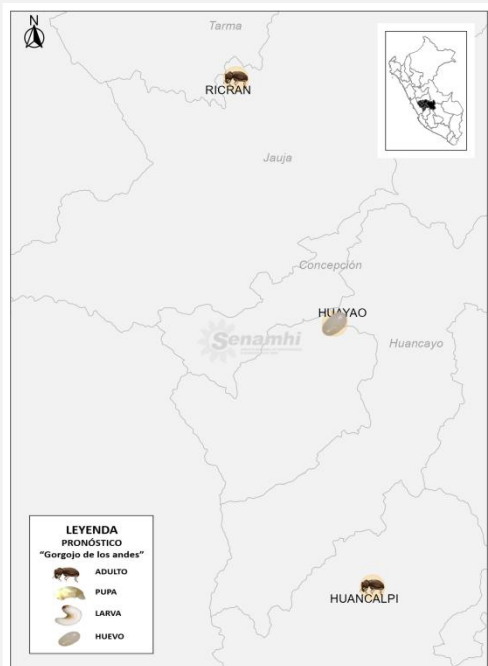 N
Tarma
RICRAN
Jauja
Concepción
HUAYAO
Senamhi
Huancayo
HUANCALPI
LEYENDA
PRONÓSTICO
“Gorgojo de los andes”
ADULTO
PUPA
LARVA
HUEVO